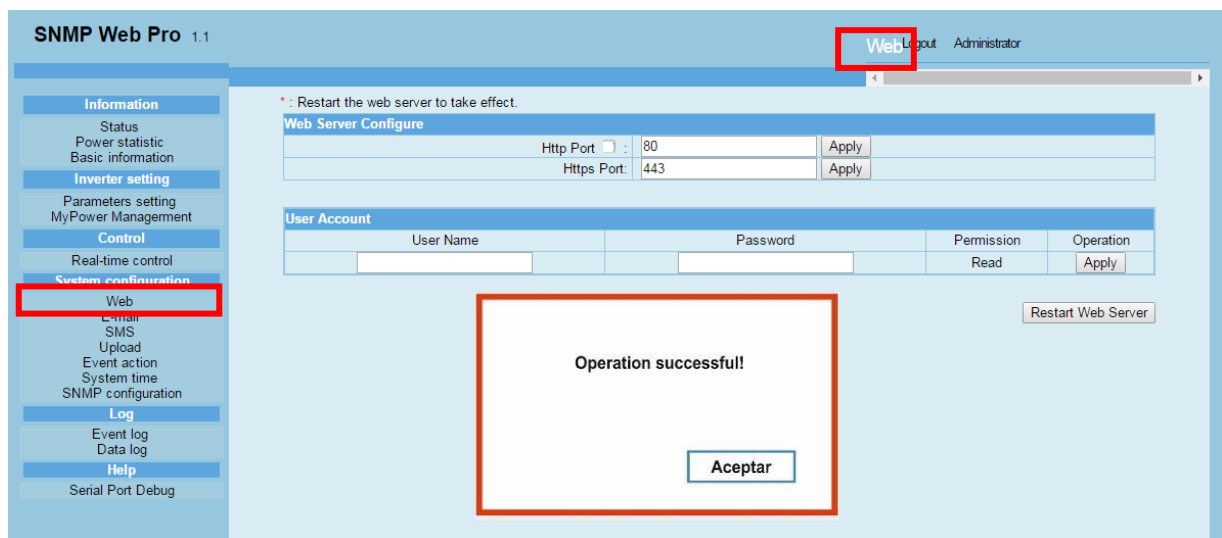 SNMP Web Pro 1.1
Web Logout Administrator
Information
Status
Power statistic
Basic information
Inverter setting
Parameters setting
MyPower Managerment
Control
Real-time control
System configuration
Web
E-mail
SMS
Upload
Event action
System time
SNMP configuration
Log
Event log
Data log
Help
Serial Port Debug
* : Restart the web server to take effect.
Web Server Configure
Http Port : 80 Apply
Https Port: 443 Apply
User Account
User Name Password Permission Operation
Read Apply
Restart Web Server
Operation successful!
Aceptar